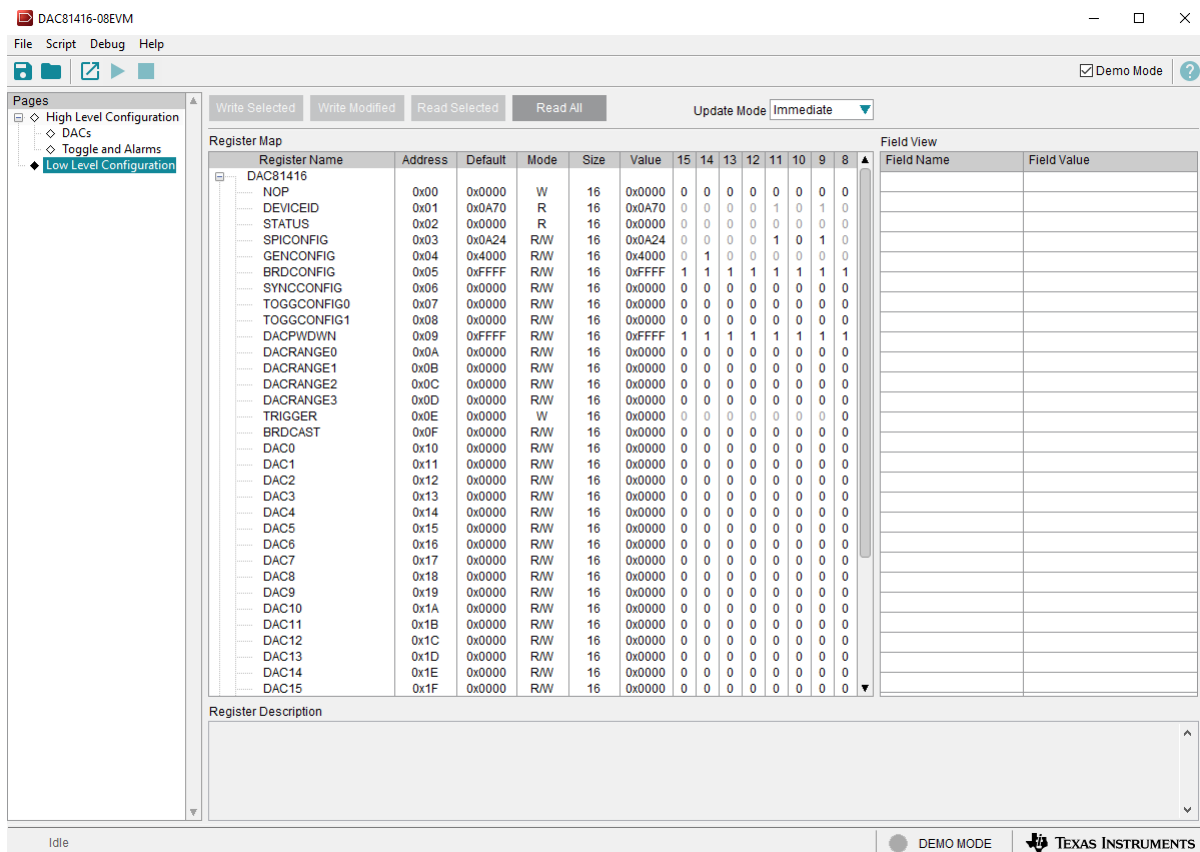 DAC81416-08EVM
File Script Debug Help
Demo Mode
Pages
High Level Configuration
DACs
Toggle and Alarms
Low Level Configuration
Write Selected Write Modified Read Selected Read All Update Mode Immediate
Register Map
Register Name Address Default Mode Size Value 15 14 13 12 11 10 9 8
DAC81416
NOP 0x00 0x0000 W 16 0x0000 0 0 0 0 0 0 0 0
DEVICEID 0x01 0x0A70 R 16 0x0A70 0 0 0 0 1 0 1 0
STATUS 0x02 0x0000 R 16 0x0000 0 0 0 0 0 0 0 0
SPICONFIG 0x03 0x0A24 R/W 16 0x0A24 0 0 0 0 1 0 1 0
GENCONFIG 0x04 0x4000 R/W 16 0x4000 0 1 0 0 0 0 0 0
BRDCONFIG 0x05 0xFFFF R/W 16 0xFFFF 1 1 1 1 1 1 1 1
SYNCCONFIG 0x06 0x0000 R/W 16 0x0000 0 0 0 0 0 0 0 0
TOGGCONFIG0 0x07 0x0000 R/W 16 0x0000 0 0 0 0 0 0 0 0
TOGGCONFIG1 0x08 0x0000 R/W 16 0x0000 0 0 0 0 0 0 0 0
DACPWDWN 0x09 0xFFFF R/W 16 0xFFFF 1 1 1 1 1 1 1 1
DACRANGE0 0x0A 0x0000 R/W 16 0x0000 0 0 0 0 0 0 0 0
DACRANGE1 0x0B 0x0000 R/W 16 0x0000 0 0 0 0 0 0 0 0
DACRANGE2 0x0C 0x0000 R/W 16 0x0000 0 0 0 0 0 0 0 0
DACRANGE3 0x0D 0x0000 R/W 16 0x0000 0 0 0 0 0 0 0 0
TRIGGER 0x0E 0x0000 W 16 0x0000 0 0 0 0 0 0 0 0
BRDCAST 0x0F 0x0000 R/W 16 0x0000 0 0 0 0 0 0 0 0
DAC0 0x10 0x0000 R/W 16 0x0000 0 0 0 0 0 0 0 0
DAC1 0x11 0x0000 R/W 16 0x0000 0 0 0 0 0 0 0 0
DAC2 0x12 0x0000 R/W 16 0x0000 0 0 0 0 0 0 0 0
DAC3 0x13 0x0000 R/W 16 0x0000 0 0 0 0 0 0 0 0
DAC4 0x14 0x0000 R/W 16 0x0000 0 0 0 0 0 0 0 0
DAC5 0x15 0x0000 R/W 16 0x0000 0 0 0 0 0 0 0 0
DAC6 0x16 0x0000 R/W 16 0x0000 0 0 0 0 0 0 0 0
DAC7 0x17 0x0000 R/W 16 0x0000 0 0 0 0 0 0 0 0
DAC8 0x18 0x0000 R/W 16 0x0000 0 0 0 0 0 0 0 0
DAC9 0x19 0x0000 R/W 16 0x0000 0 0 0 0 0 0 0 0
DAC10 0x1A 0x0000 R/W 16 0x0000 0 0 0 0 0 0 0 0
DAC11 0x1B 0x0000 R/W 16 0x0000 0 0 0 0 0 0 0 0
DAC12 0x1C 0x0000 R/W 16 0x0000 0 0 0 0 0 0 0 0
DAC13 0x1D 0x0000 R/W 16 0x0000 0 0 0 0 0 0 0 0
DAC14 0x1E 0x0000 R/W 16 0x0000 0 0 0 0 0 0 0 0
DAC15 0x1F 0x0000 R/W 16 0x0000 0 0 0 0 0 0 0 0
Field View
Field Name Field Value
Register Description
Idle
DEMO MODE
TEXAS INSTRUMENTS